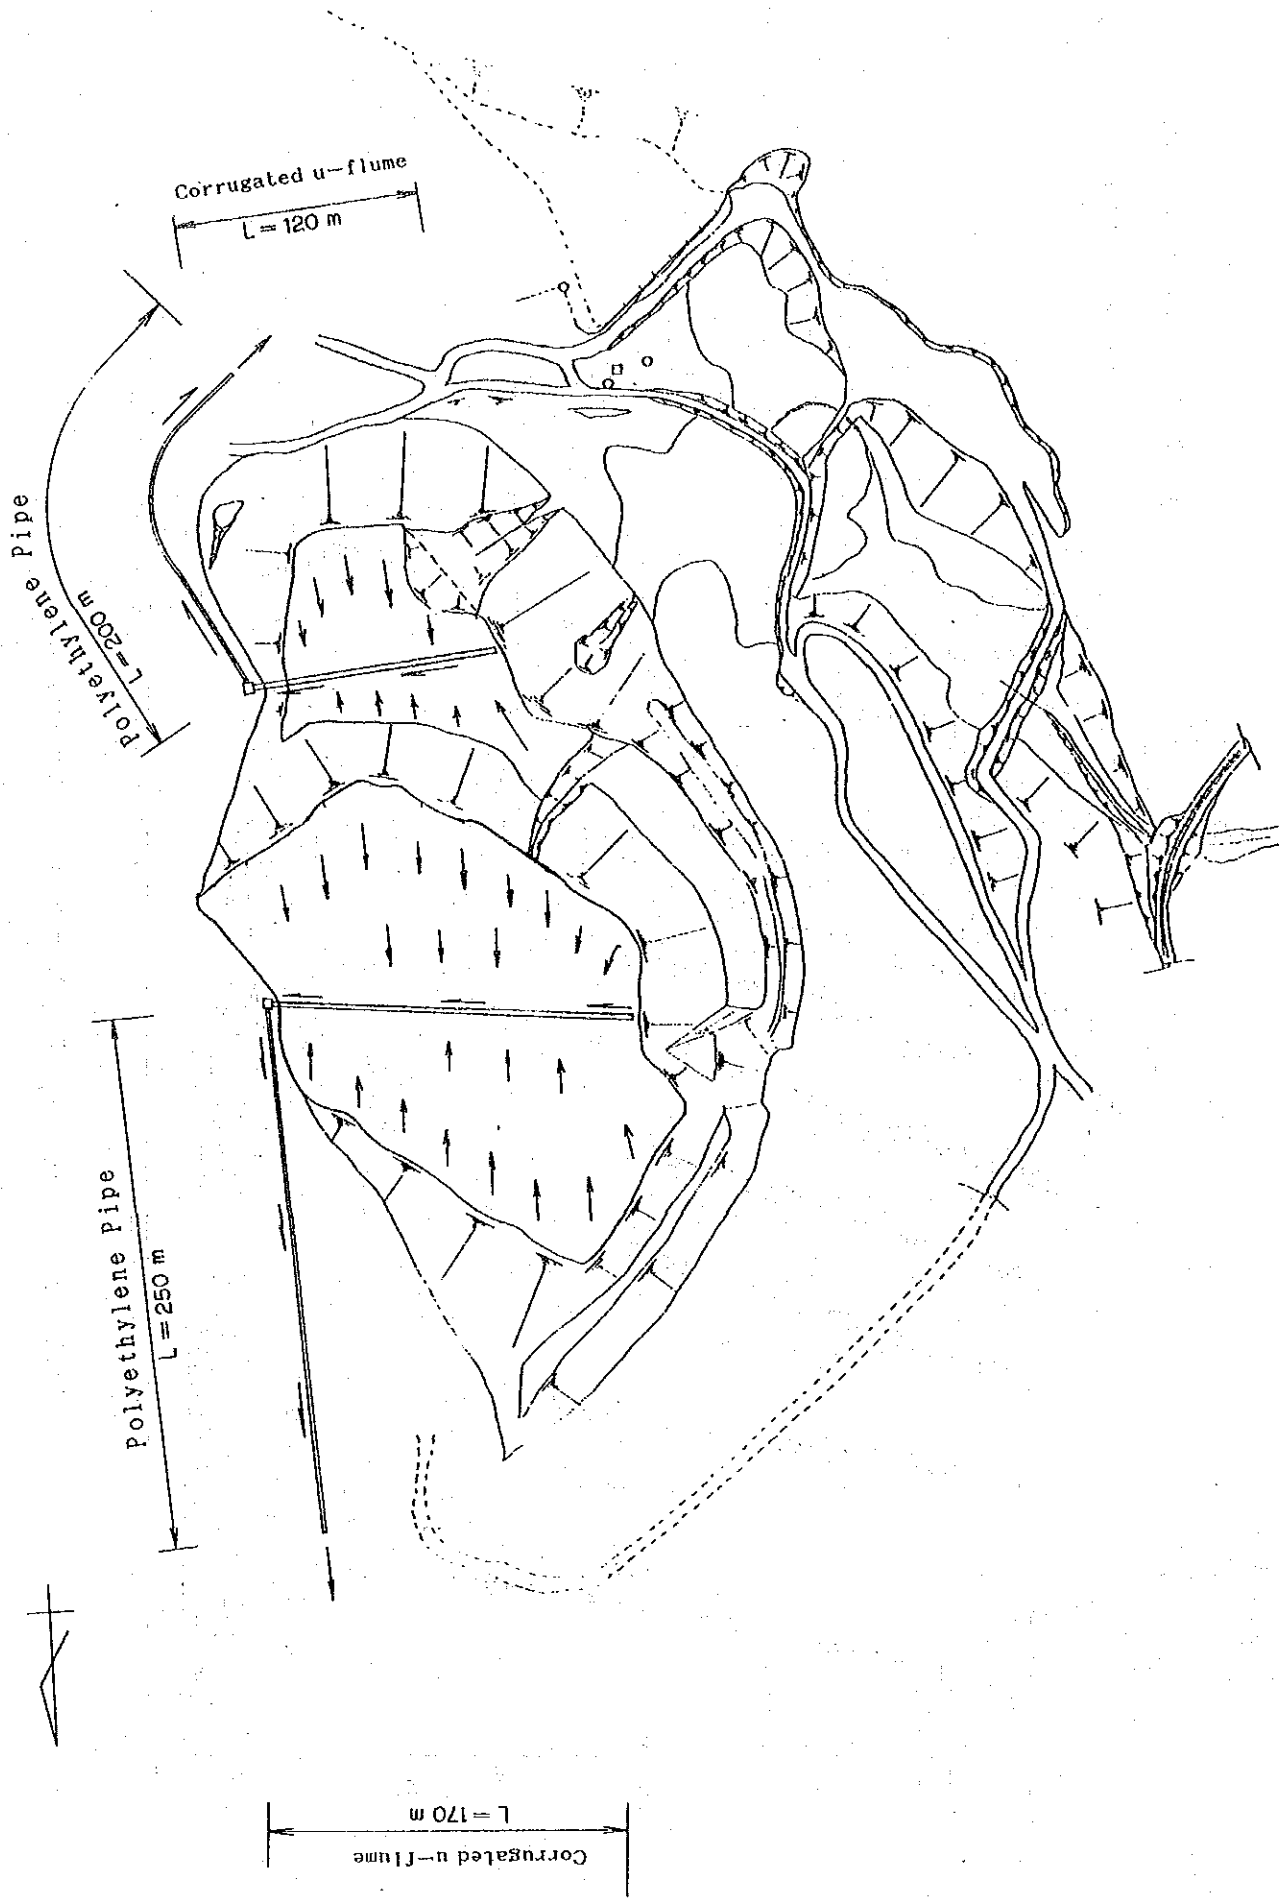 Corrugated u-flume
L=120 m
Polyethylene Pipe
L=200 m
Polyethylene Pipe
L=250 m
L=170 m
Corrugated u-flume